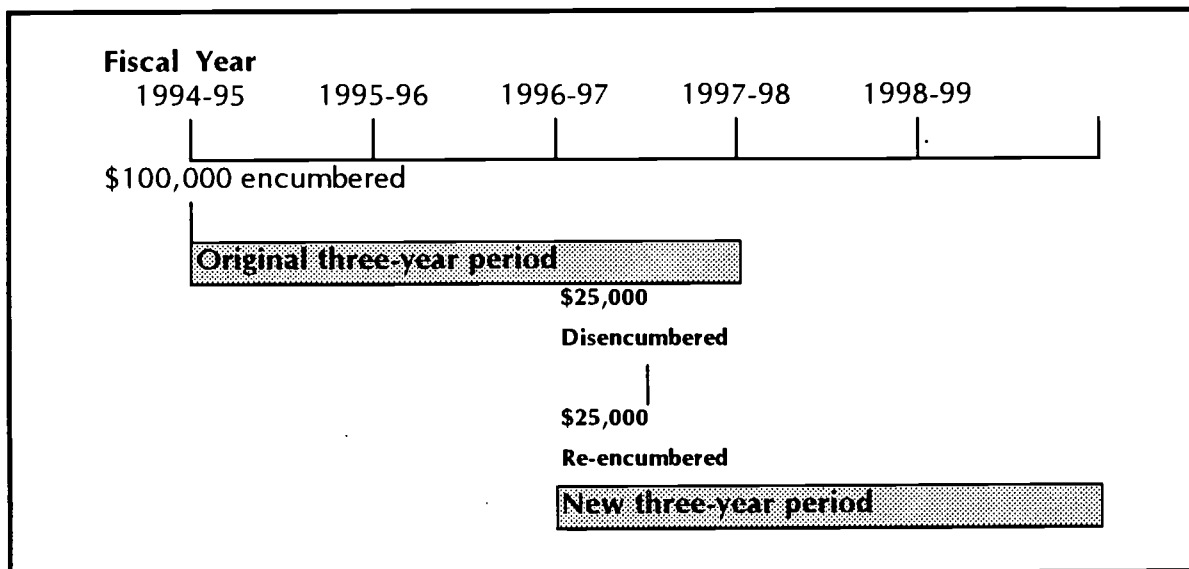 Fiscal Year
1994-95 1995-96 1996-97 1997-98 1998-99
$100,000 encumbered
Original three-year period
$25,000
Disencumbered
$25,000
Re-encumbered
New three-year period